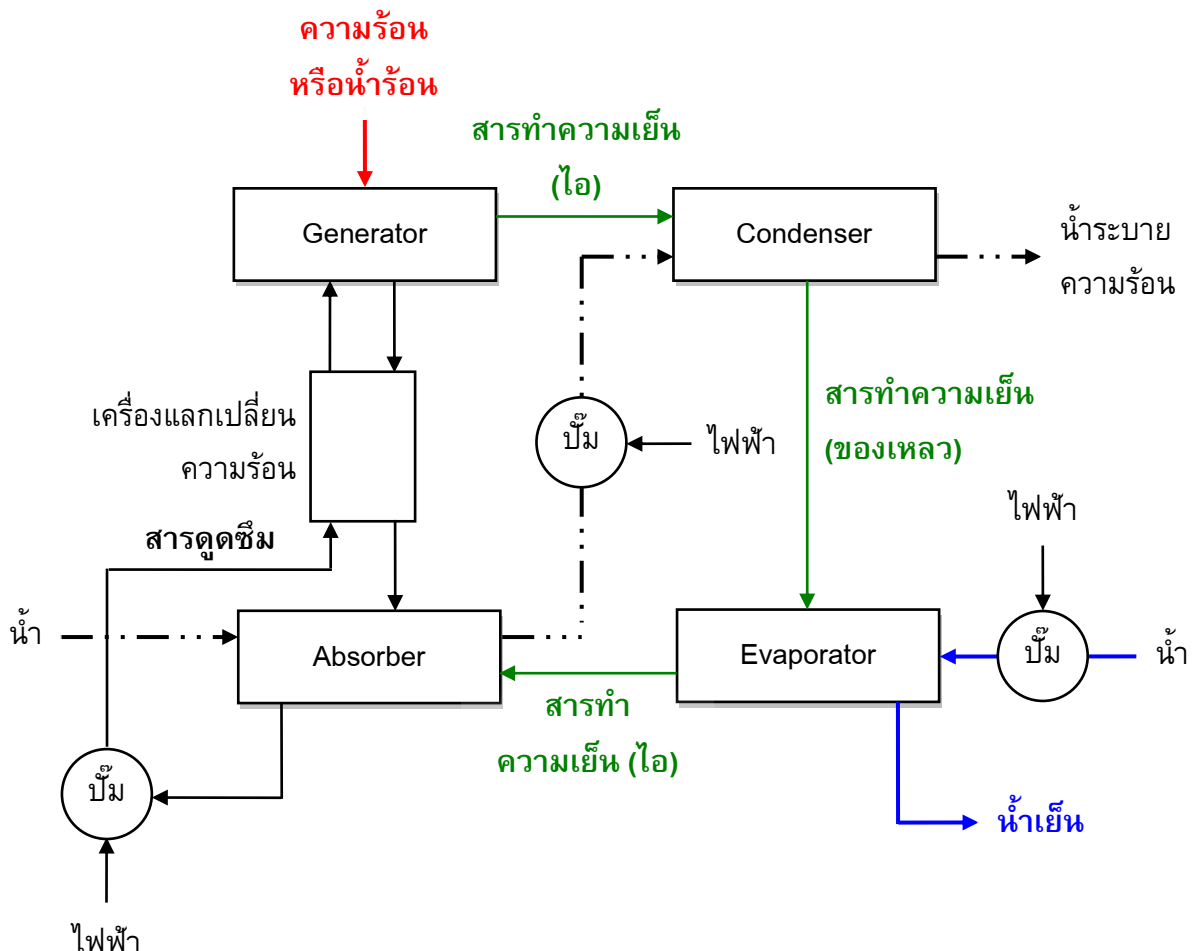 ความร้อน
หรือน้ำร้อน
สารทำความเย็น
(ไอ)
Generator
Condenser
น้ำระบาย
ความร้อน
เครื่องแลกเปลี่ยน
ความร้อน
ปั๊ม
ไฟฟ้า
สารทำความเย็น
(ของเหลว)
ไฟฟ้า
สารดูดซึม
น้ำ
Absorber
Evaporator
ปั๊ม
น้ำ
สารทำ
ความเย็น (ไอ)
ปั๊ม
น้ำเย็น
ไฟฟ้า